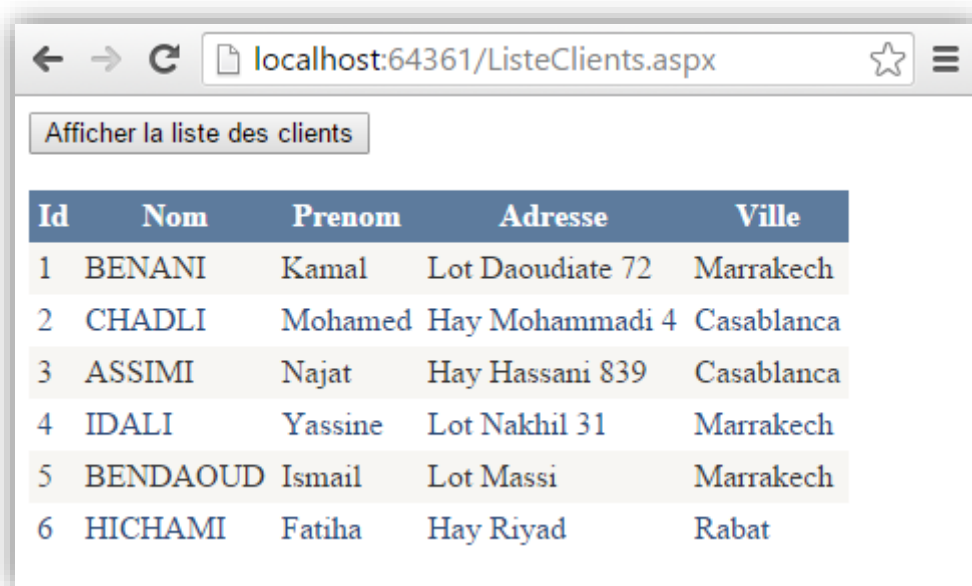 localhost:64361/ListeClients.aspx
Afficher la liste des clients
Id Nom Prenom Adresse Ville
1 BENANI Kamal Lot Daoudiate 72 Marrakech
2 CHADLI Mohamed Hay Mohammadi 4 Casablanca
3 ASSIMI Najat Hay Hassani 839 Casablanca
4 IDALI Yassine Lot Nakhil 31 Marrakech
5 BENDAOUD Ismail Lot Massi Marrakech
6 HICHAMI Fatiha Hay Riyad Rabat